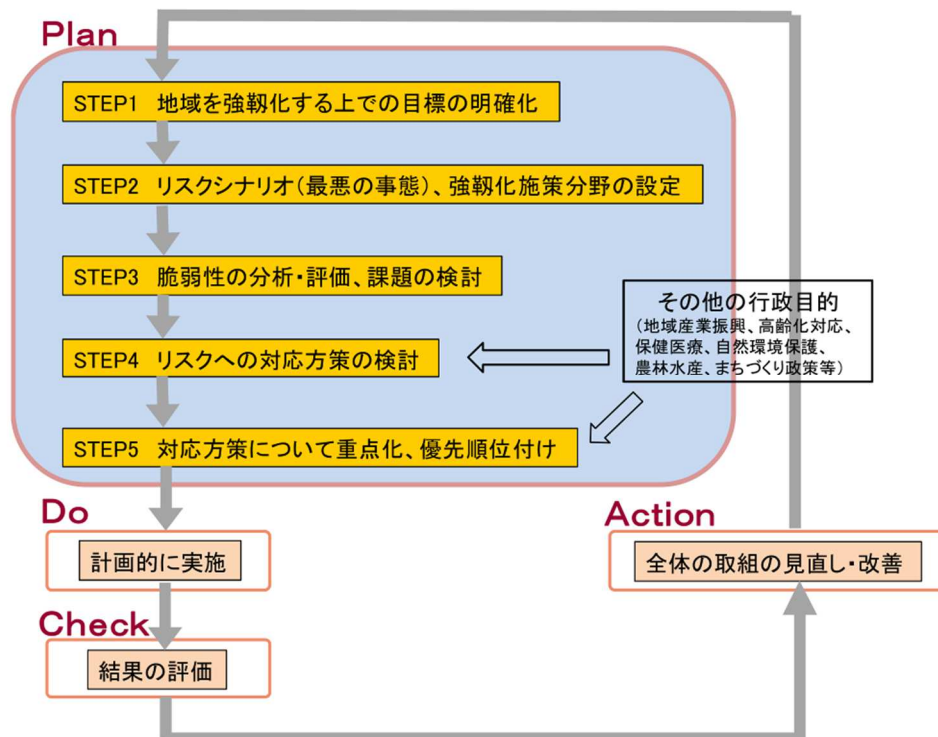 Plan
STEP1 地域を強靱化する上での目標の明確化
STEP2 リスクシナリオ(最悪の事態)、強靱化施策分野の設定
STEP3 脆弱性の分析・評価、課題の検討
その他の行政目的
(地域産業振興、高齢化対応、
保健医療、自然環境保護、
農林水産、まちづくり政策等)
STEP4 リスクへの対応方策の検討
STEP5 対応方策について重点化、優先順位付け
Do
計画的に実施
Action
全体の取組の見直し・改善
Check
結果の評価